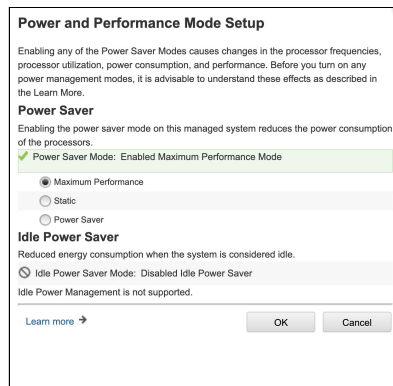 Power and Performance Mode Setup
Enabling any of the Power Saver Modes causes changes in the processor frequencies,
processor utilization, power consumption, and performance. Before you turn on any
power management modes, it is advisable to understand these effects as described in
the Learn More.
Power Saver
Enabling the power saver mode on this managed system reduces the power consumption
of the processors.
Power Saver Mode: Enabled Maximum Performance Mode
Maximum Performance
Static
Power Saver
Idle Power Saver
Reduced energy consumption when the system is considered idle.
Idle Power Saver Mode: Disabled Idle Power Saver
Idle Power Management is not supported.
Learn more
OK
Cancel